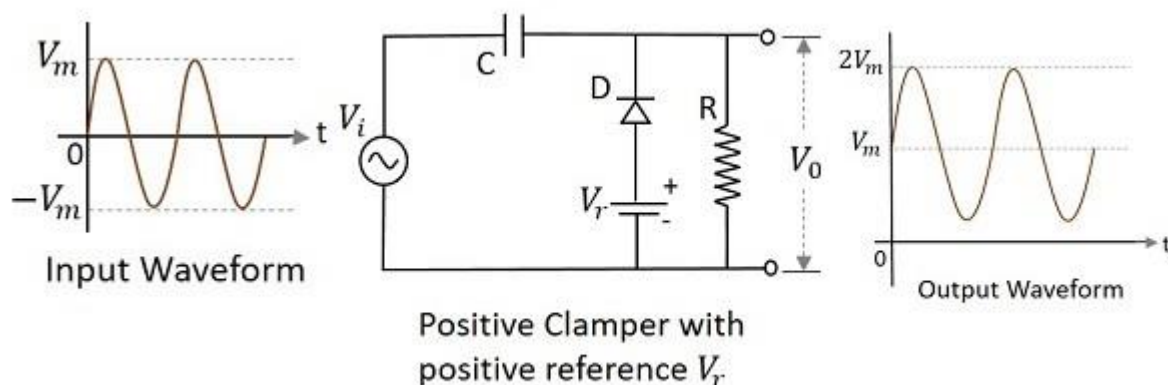 V_m
0
t
-V_m
Input Waveform
V_i
C
D
R
V_r
+
-
V_0
Positive Clamper with
positive reference V_r
2V_m
V_m
0
t
Output Waveform